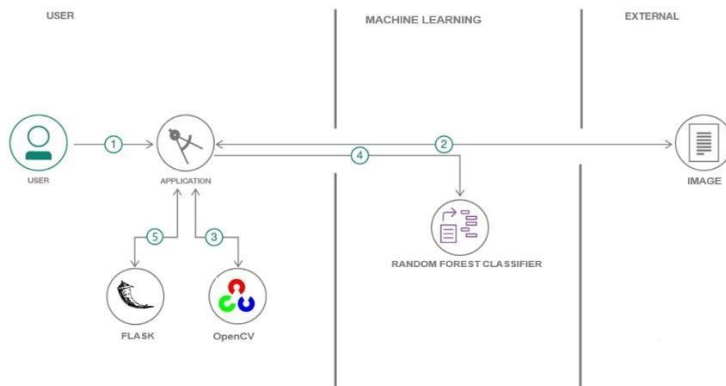 USER
MACHINE LEARNING
EXTERNAL
1
2
4
USER
APPLICATION
IMAGE
5
3
RANDOM FOREST CLASSIFIER
FLASK
OpenCV